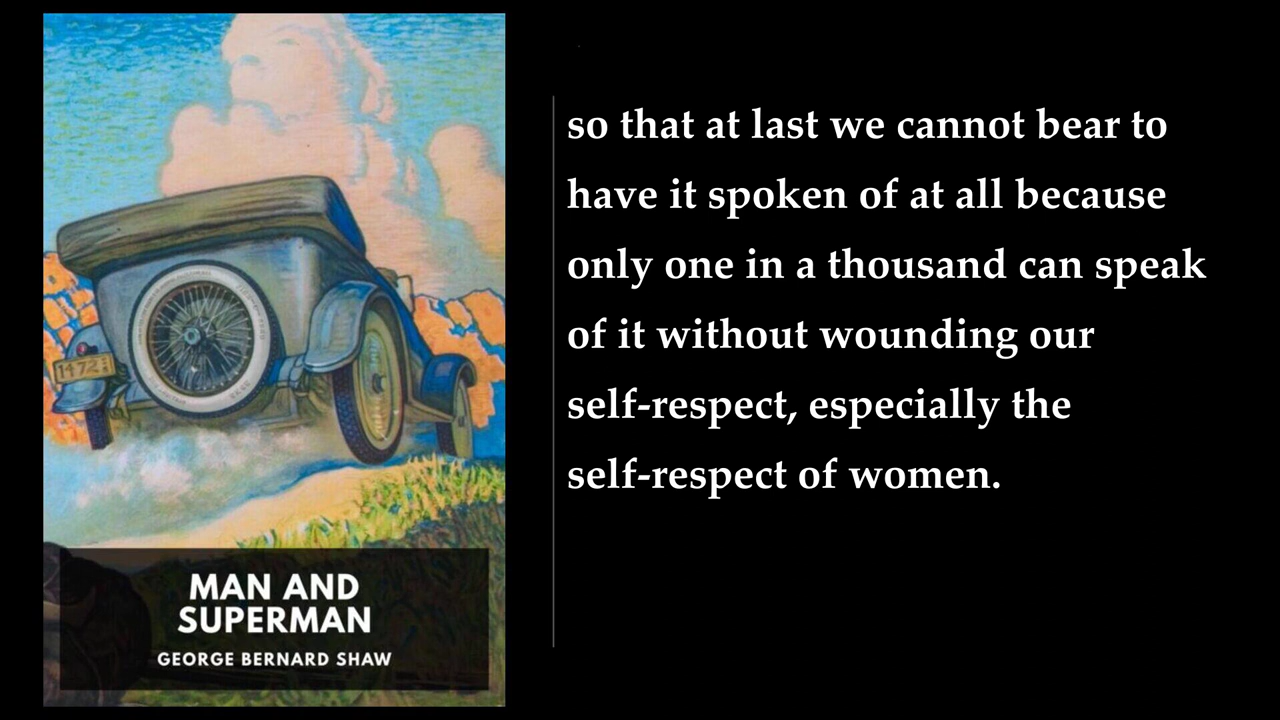 so that at last we cannot bear to
have it spoken of at all because
only one in a thousand can speak
of it without wounding our
self-respect, especially the
self-respect of women.
1472
MAN AND
SUPERMAN
GEORGE BERNARD SHAW